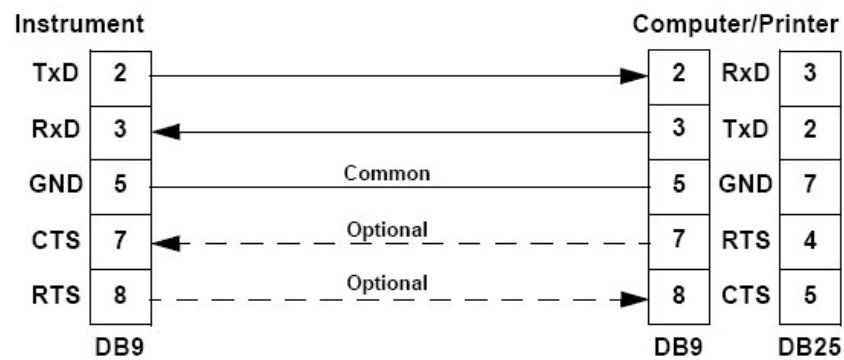 Instrument Computer/Printer
TxD 2 2 RxD 3
RxD 3 3 TxD 2
GND 5 Common 5 GND 7
CTS 7 Optional 7 RTS 4
RTS 8 Optional 8 CTS 5
DB9 DB9 DB25